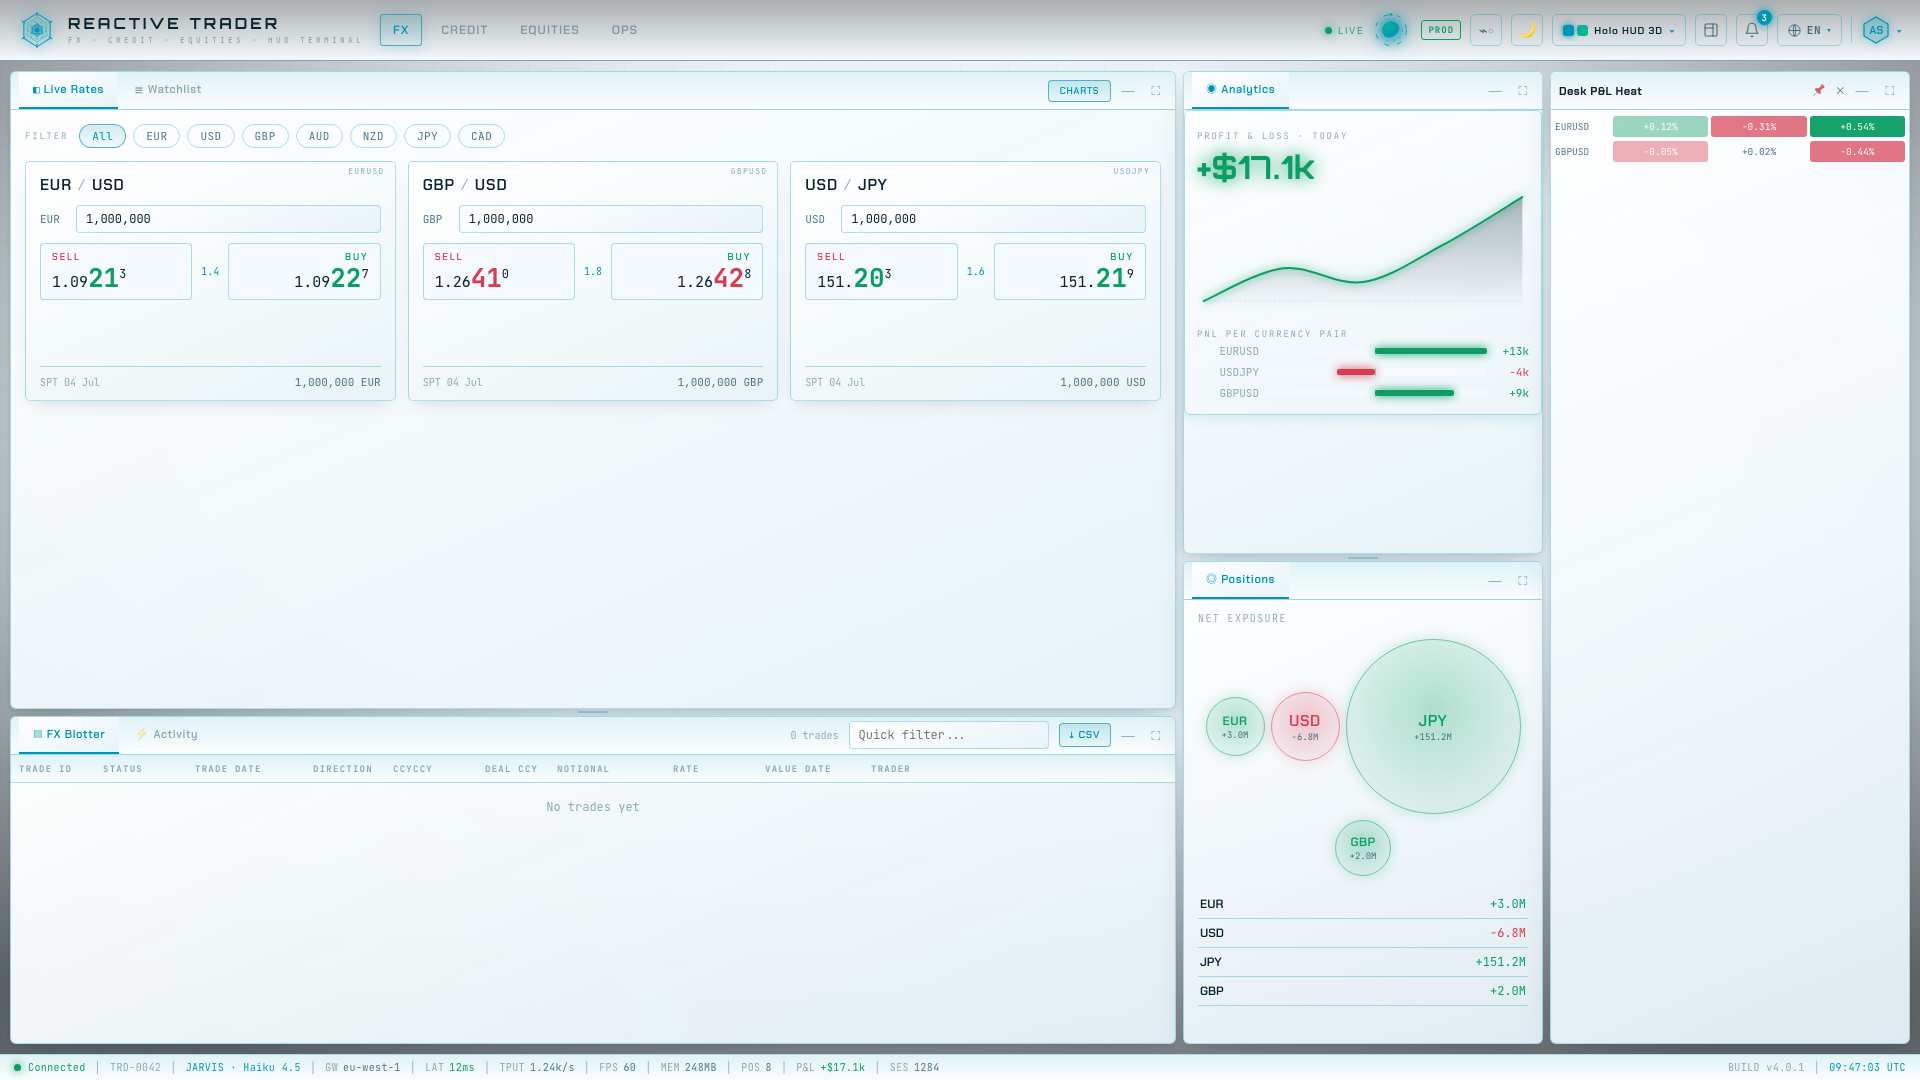 REACTIVE TRADER
FX · CREDIT · EQUITIES · HUD TERMINAL
FX CREDIT EQUITIES OPS
LIVE PROD Holo HUD 3D 3 EN AS
Live Rates Watchlist CHARTS
FILTER All EUR USD GBP AUD NZD JPY CAD
EURUSD
EUR / USD
EUR 1,000,000
SELL 1.09213
1.4
BUY 1.09227
SPT 04 Jul 1,000,000 EUR
GBPUSD
GBP / USD
GBP 1,000,000
SELL 1.26410
1.8
BUY 1.26428
SPT 04 Jul 1,000,000 GBP
USDJPY
USD / JPY
USD 1,000,000
SELL 151.203
1.6
BUY 151.219
SPT 04 Jul 1,000,000 USD
FX Blotter Activity 0 trades Quick filter... ↓ CSV
TRADE ID STATUS TRADE DATE DIRECTION CCYCCY DEAL CCY NOTIONAL RATE VALUE DATE TRADER
No trades yet
Analytics
PROFIT & LOSS · TODAY
+$17.1k
PNL PER CURRENCY PAIR
EURUSD +13k
USDJPY -4k
GBPUSD +9k
Positions
NET EXPOSURE
EUR
+3.0M
USD
-6.8M
JPY
+151.2M
GBP
+2.0M
EUR +3.0M
USD -6.8M
JPY +151.2M
GBP +2.0M
Desk P&L Heat
EURUSD +0.12% -0.31% +0.54%
GBPUSD -0.05% +0.02% -0.44%
Connected TRD-0042 JARVIS · Haiku 4.5 GW eu-west-1 LAT 12ms TPUT 1.24k/s FPS 60 MEM 248MB POS 8 P&L +$17.1k SES 1284 BUILD v4.0.1 09:47:03 UTC